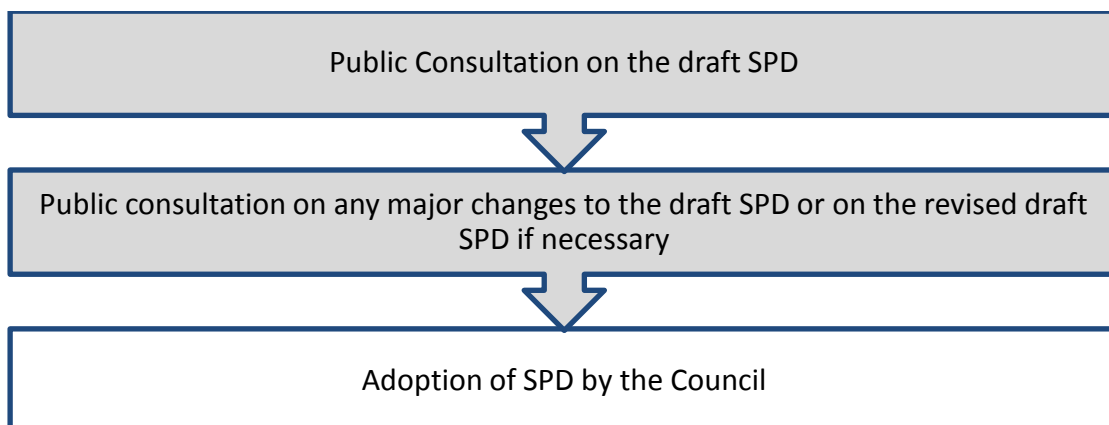 Public Consultation on the draft SPD
Public consultation on any major changes to the draft SPD or on the revised draft
SPD if necessary
Adoption of SPD by the Council